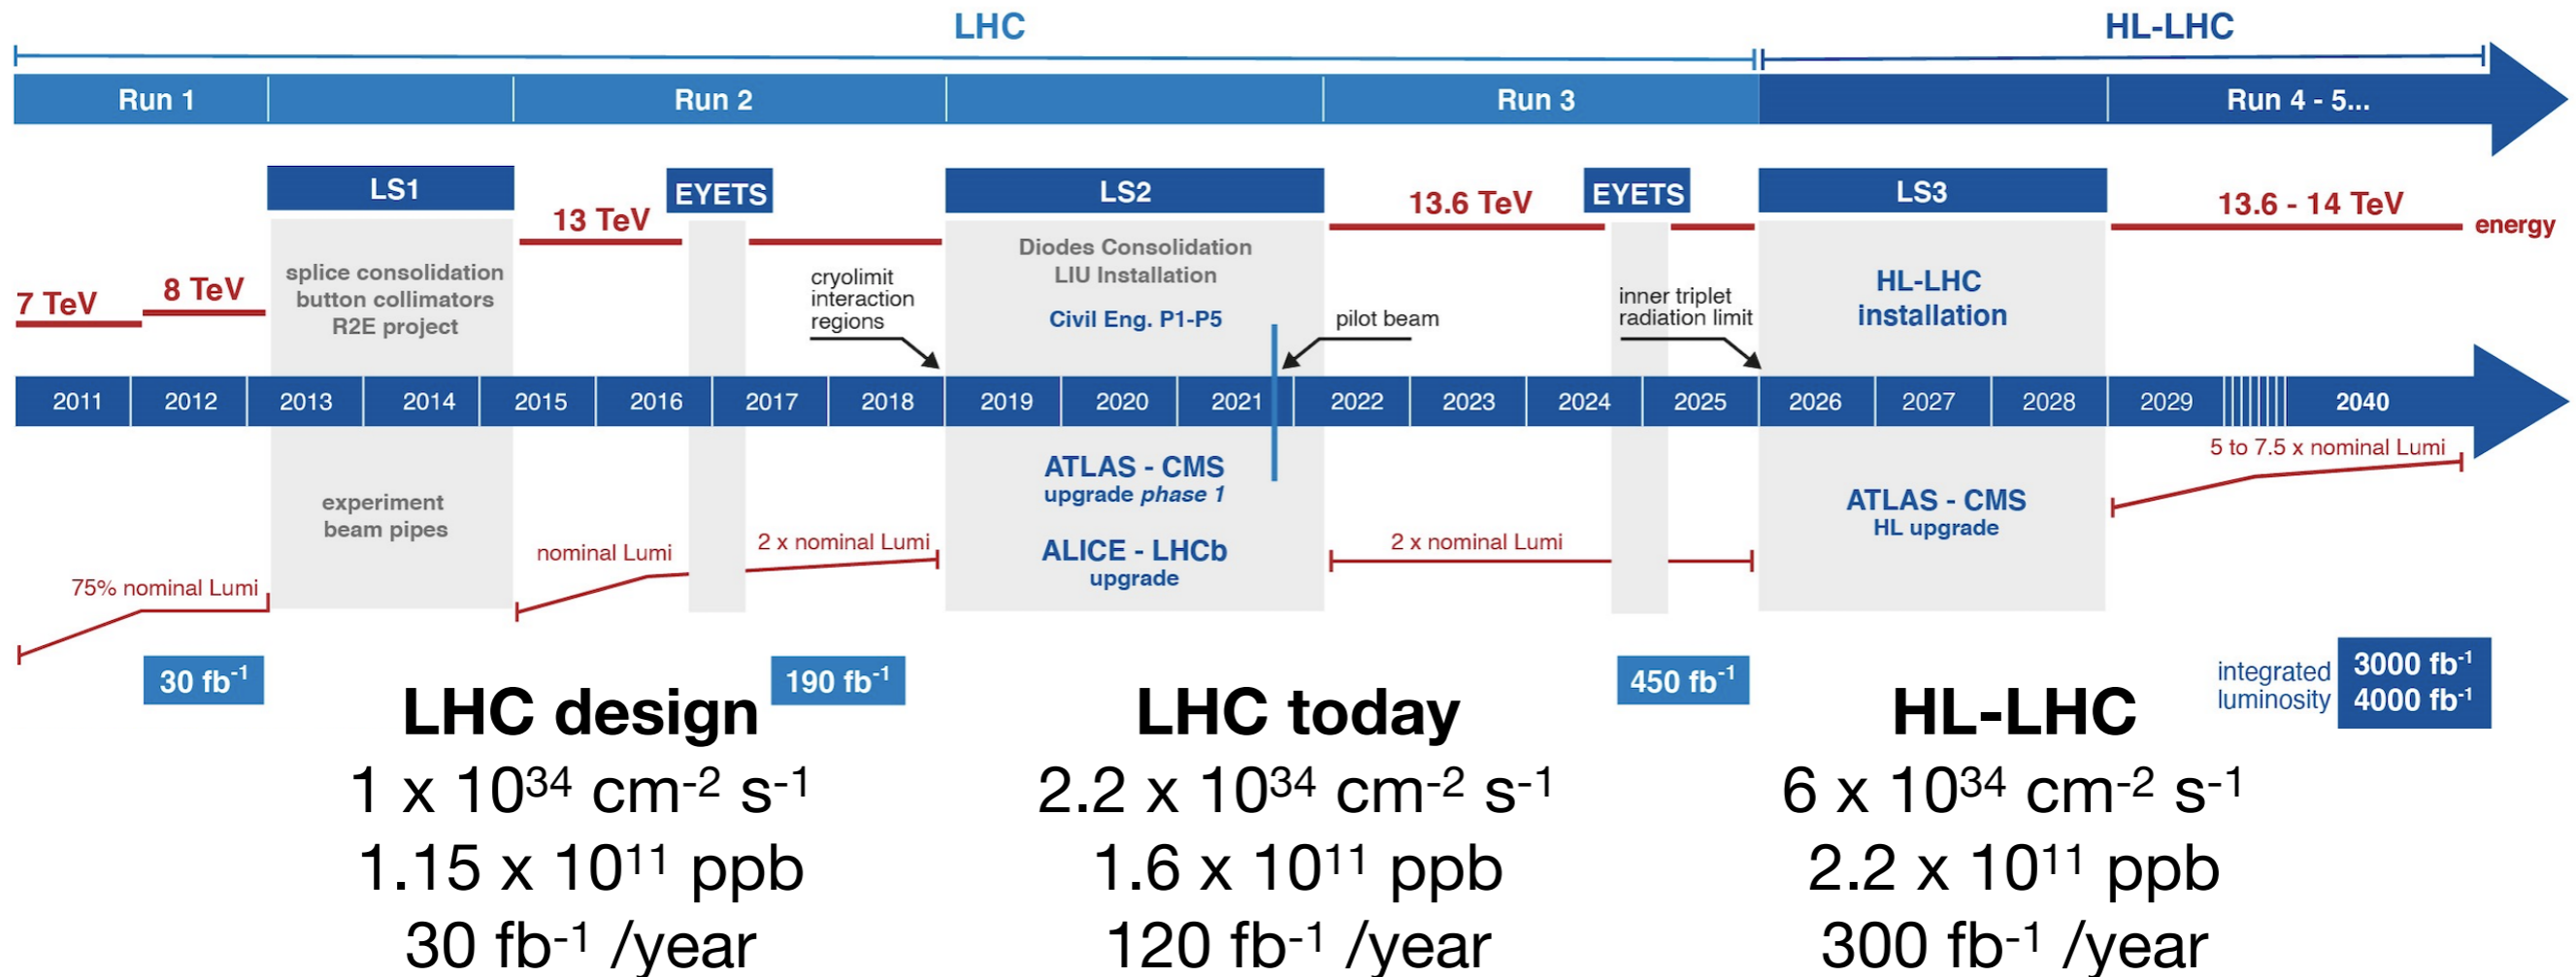 LHC
HL-LHC
Run 1
Run 2
Run 3
Run 4 - 5...
LS1
EYETS
LS2
EYETS
LS3
13 TeV
13.6 TeV
13.6 - 14 TeV
energy
7 TeV
8 TeV
splice consolidation
button collimators
R2E project
cryolimit
interaction
regions
Diodes Consolidation
LIU Installation
Civil Eng. P1-P5
pilot beam
inner triplet
radiation limit
HL-LHC
installation
2011
2012
2013
2014
2015
2016
2017
2018
2019
2020
2021
2022
2023
2024
2025
2026
2027
2028
2029
2040
5 to 7.5 x nominal Lumi
experiment
beam pipes
ATLAS - CMS
upgrade phase 1
ALICE - LHCb
upgrade
ATLAS - CMS
HL upgrade
75% nominal Lumi
nominal Lumi
2 x nominal Lumi
2 x nominal Lumi
30 fb⁻¹
190 fb⁻¹
450 fb⁻¹
integrated
luminosity
3000 fb⁻¹
4000 fb⁻¹
LHC design
1 x 10³⁴ cm⁻² s⁻¹
1.15 x 10¹¹ ppb
30 fb⁻¹ /year
LHC today
2.2 x 10³⁴ cm⁻² s⁻¹
1.6 x 10¹¹ ppb
120 fb⁻¹ /year
HL-LHC
6 x 10³⁴ cm⁻² s⁻¹
2.2 x 10¹¹ ppb
300 fb⁻¹ /year